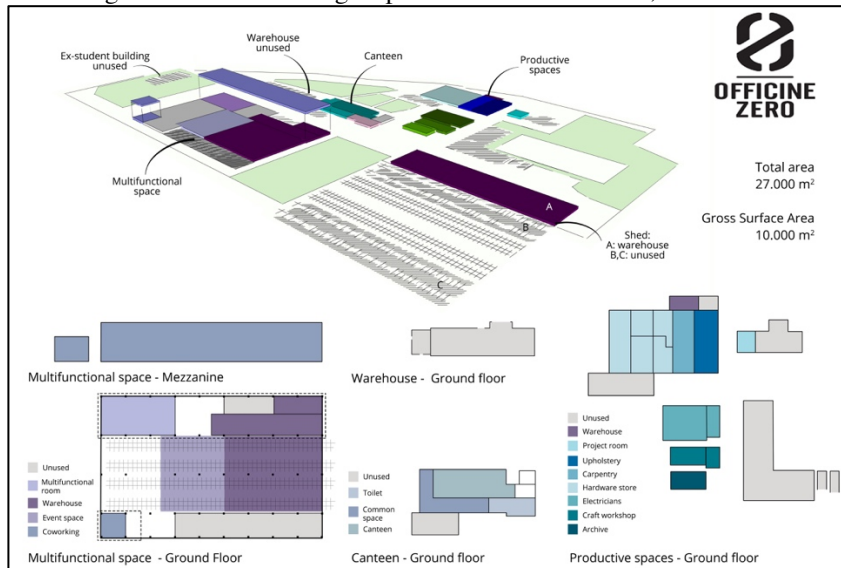 Warehouse
unused
Ex-student building
unused
Canteen
Productive
spaces
OFFICINE
ZERO
Multifunctional
space
Total area
27.000 m²
A
B
Shed:
A: warehouse
B,C: unused
Gross Surface Area
10.000 m²
C
Multifunctional space - Mezzanine
Warehouse - Ground floor
Unused
Multifunctional
room
Warehouse
Event space
Coworking
Multifunctional space - Ground Floor
Unused
Toilet
Common
space
Canteen
Canteen - Ground floor
Unused
Warehouse
Project room
Upholstery
Carpentry
Hardware store
Electricians
Craft workshop
Archive
Productive spaces - Ground floor